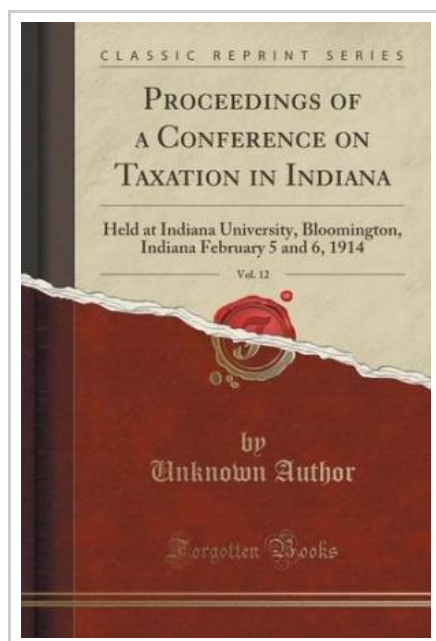 CLASSIC REPRINT SERIES
PROCEEDINGS OF
A CONFERENCE ON
TAXATION IN INDIANA
Held at Indiana University, Bloomington,
Indiana February 5 and 6, 1914
Vol. 12
F
by
Unknown Author
Forgotten Books